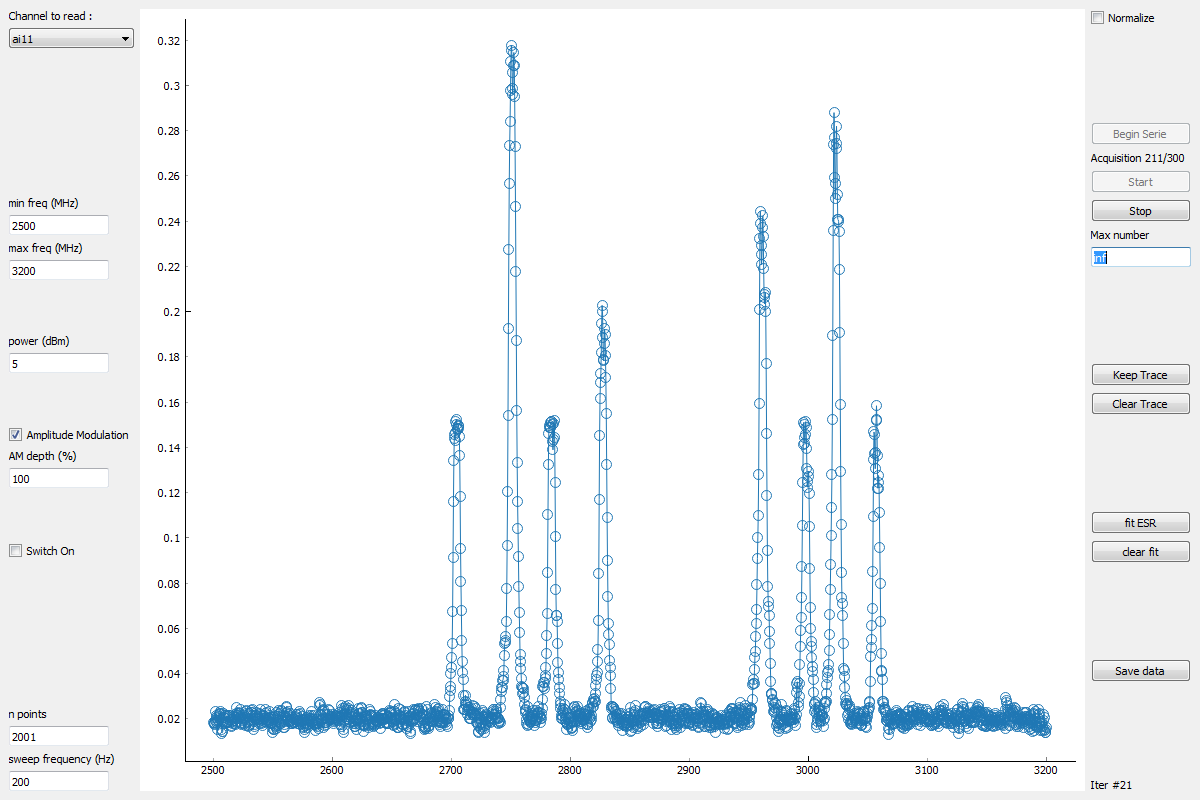 Channel to read :
ai11
min freq (MHz)
2500
max freq (MHz)
3200
power (dBm)
5
Amplitude Modulation
AM depth (%)
100
Switch On
n points
2001
sweep frequency (Hz)
200
0.32
0.3
0.28
0.26
0.24
0.22
0.2
0.18
0.16
0.14
0.12
0.1
0.08
0.06
0.04
0.02
2500 2600 2700 2800 2900 3000 3100 3200
Normalize
Begin Serie
Acquisition 211/300
Start
Stop
Max number
inf
Keep Trace
Clear Trace
fit ESR
clear fit
Save data
Iter #21